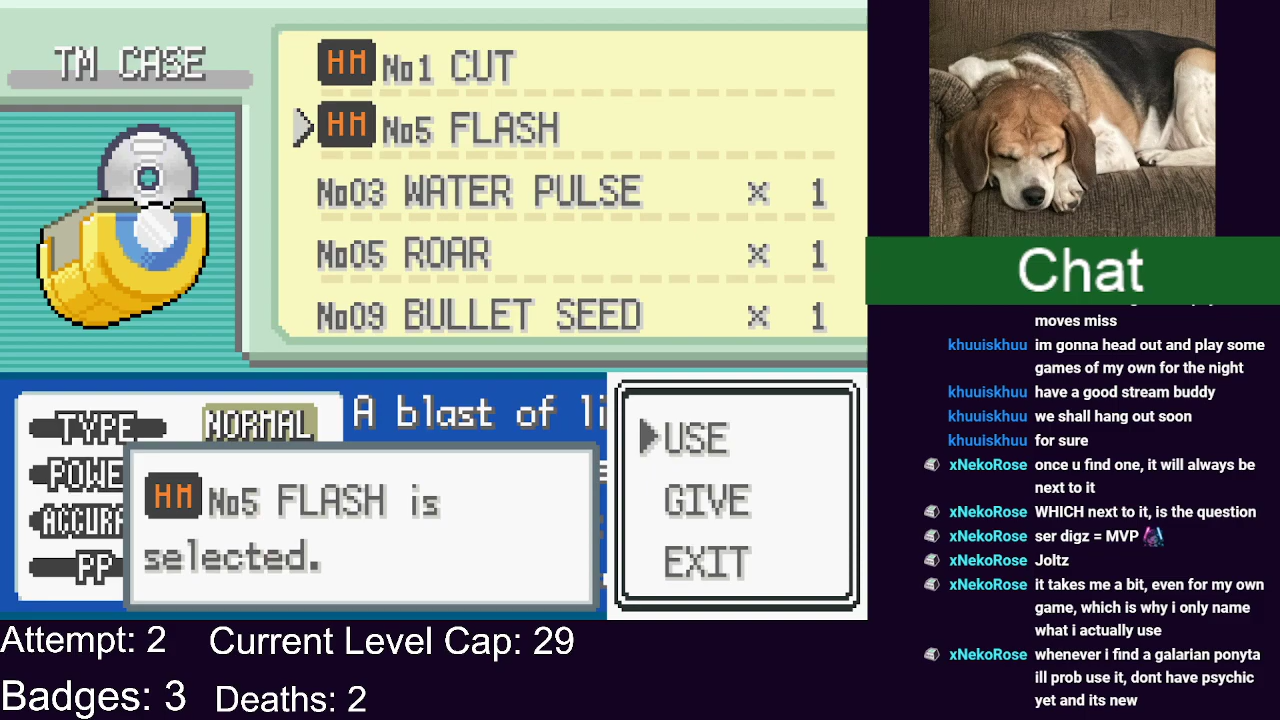 TM CASE
HM No1 CUT
HM No5 FLASH
No03 WATER PULSE × 1
No05 ROAR × 1
No09 BULLET SEED × 1
TYPE NORMAL
POWE
ACCURA
PP
A blast of li
HM No5 FLASH is
selected.
USE
GIVE
EXIT
Attempt: 2 Current Level Cap: 29
Badges: 3 Deaths: 2
Chat
moves miss
khuuiskhuu im gonna head out and play some
games of my own for the night
khuuiskhuu have a good stream buddy
khuuiskhuu we shall hang out soon
khuuiskhuu for sure
xNekoRose once u find one, it will always be
next to it
xNekoRose WHICH next to it, is the question
xNekoRose ser digz = MVP
xNekoRose Joltz
xNekoRose it takes me a bit, even for my own
game, which is why i only name
what i actually use
xNekoRose whenever i find a galarian ponyta
ill prob use it, dont have psychic
yet and its new